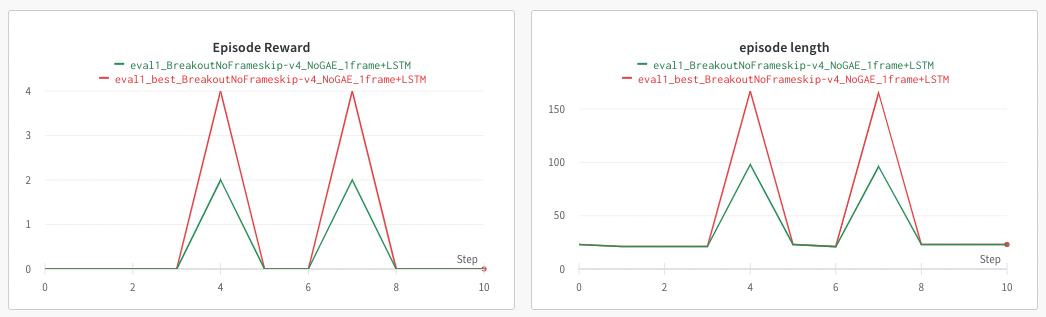 Episode Reward
eval1_BreakoutNoFrameskip-v4_NoGAE_1frame+LSTM
eval1_best_BreakoutNoFrameskip-v4_NoGAE_1frame+LSTM
4
3
2
1
0
Step
0 2 4 6 8 10
episode length
eval1_BreakoutNoFrameskip-v4_NoGAE_1frame+LSTM
eval1_best_BreakoutNoFrameskip-v4_NoGAE_1frame+LSTM
150
100
50
0
Step
0 2 4 6 8 10